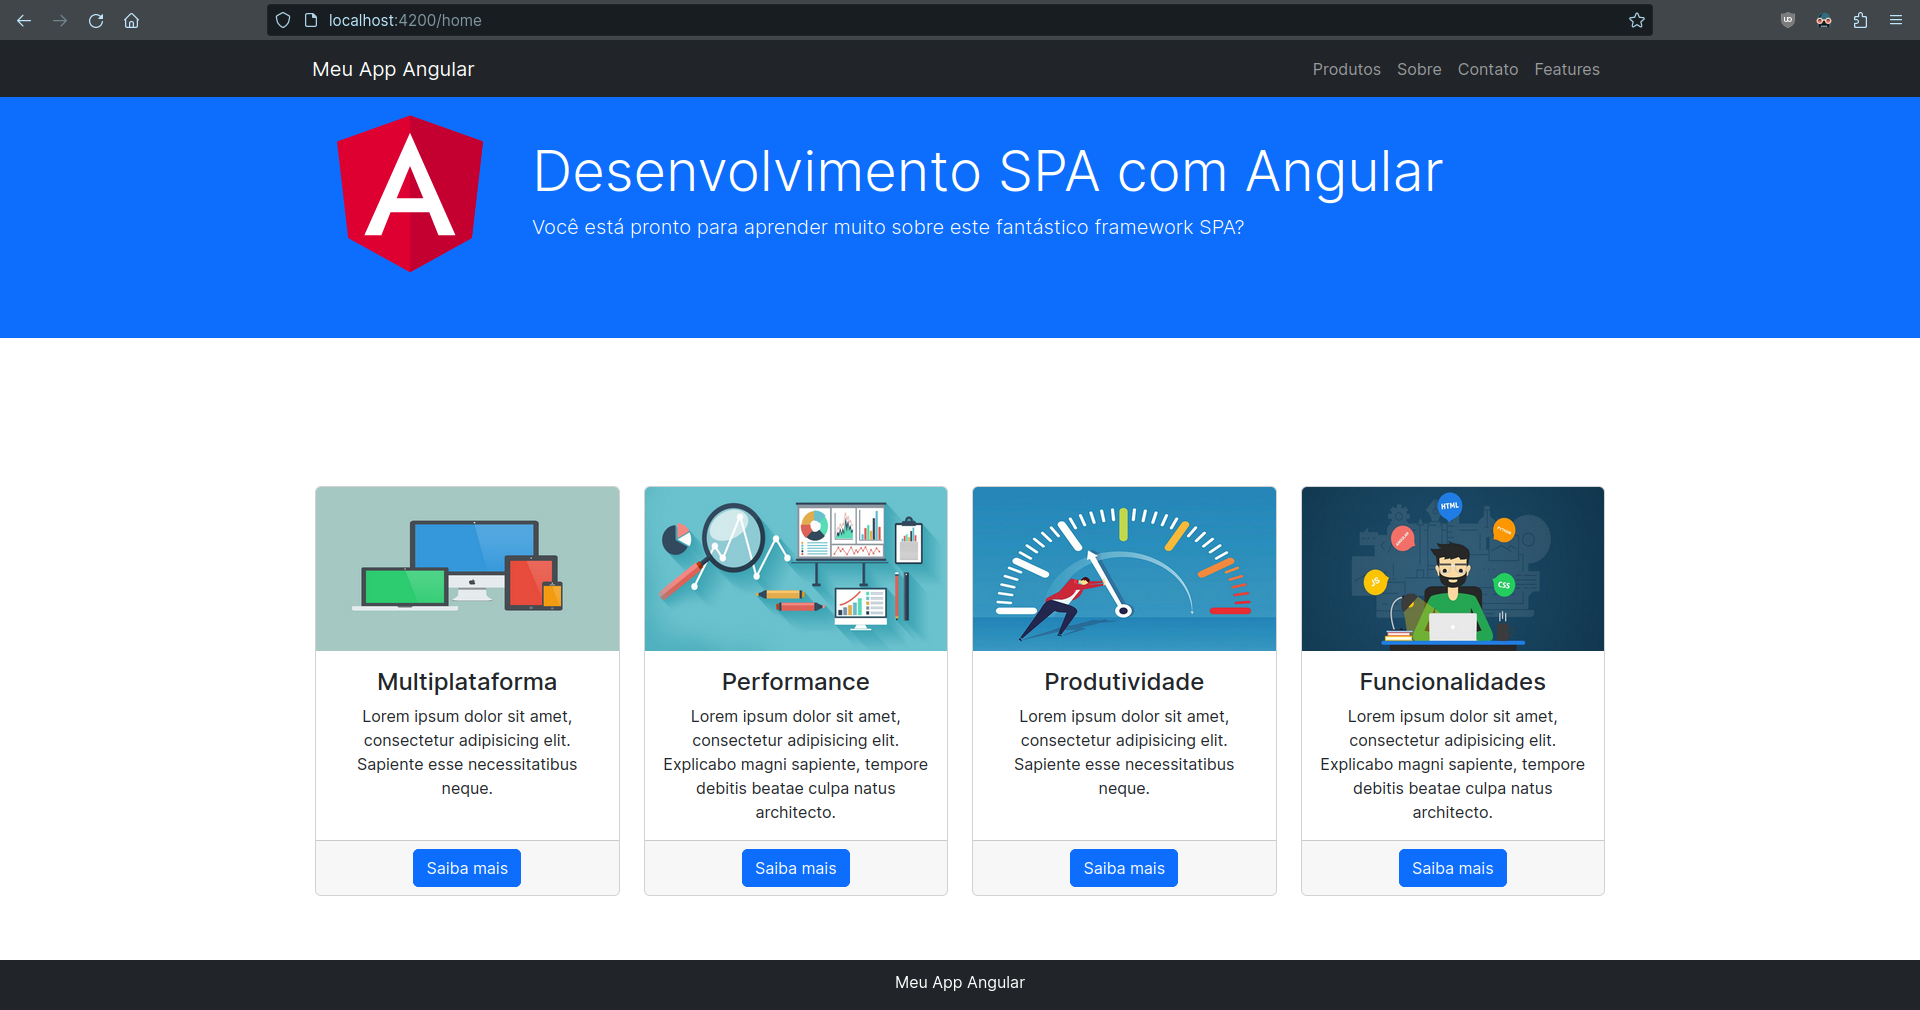 localhost:4200/home
Meu App Angular
Produtos Sobre Contato Features
A
Desenvolvimento SPA com Angular
Você está pronto para aprender muito sobre este fantástico framework SPA?
HTML
PYTHON
JS
CSS
Multiplataforma
Lorem ipsum dolor sit amet,
consectetur adipisicing elit.
Sapiente esse necessitatibus
neque.
Saiba mais
Performance
Lorem ipsum dolor sit amet,
consectetur adipisicing elit.
Explicabo magni sapiente, tempore
debitis beatae culpa natus
architecto.
Saiba mais
Produtividade
Lorem ipsum dolor sit amet,
consectetur adipisicing elit.
Sapiente esse necessitatibus
neque.
Saiba mais
Funcionalidades
Lorem ipsum dolor sit amet,
consectetur adipisicing elit.
Explicabo magni sapiente, tempore
debitis beatae culpa natus
architecto.
Saiba mais
Meu App Angular